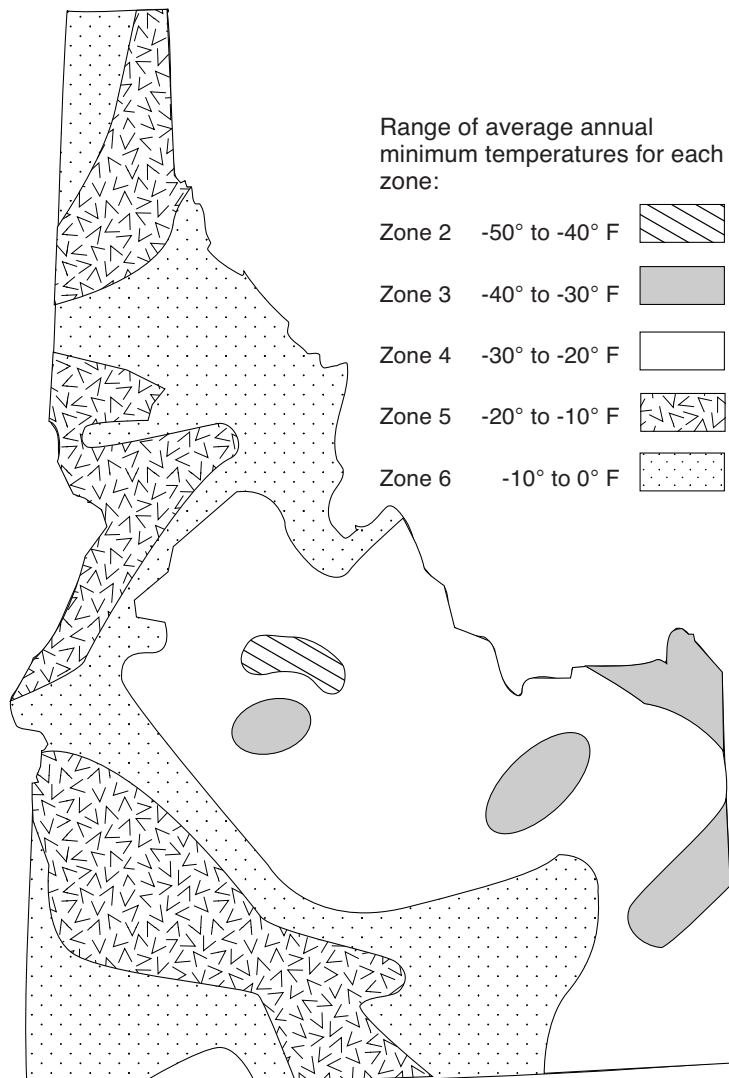 Range of average annual
minimum temperatures for each
zone:
Zone 2 -50° to -40° F
Zone 3 -40° to -30° F
Zone 4 -30° to -20° F
Zone 5 -20° to -10° F
Zone 6 -10° to 0° F